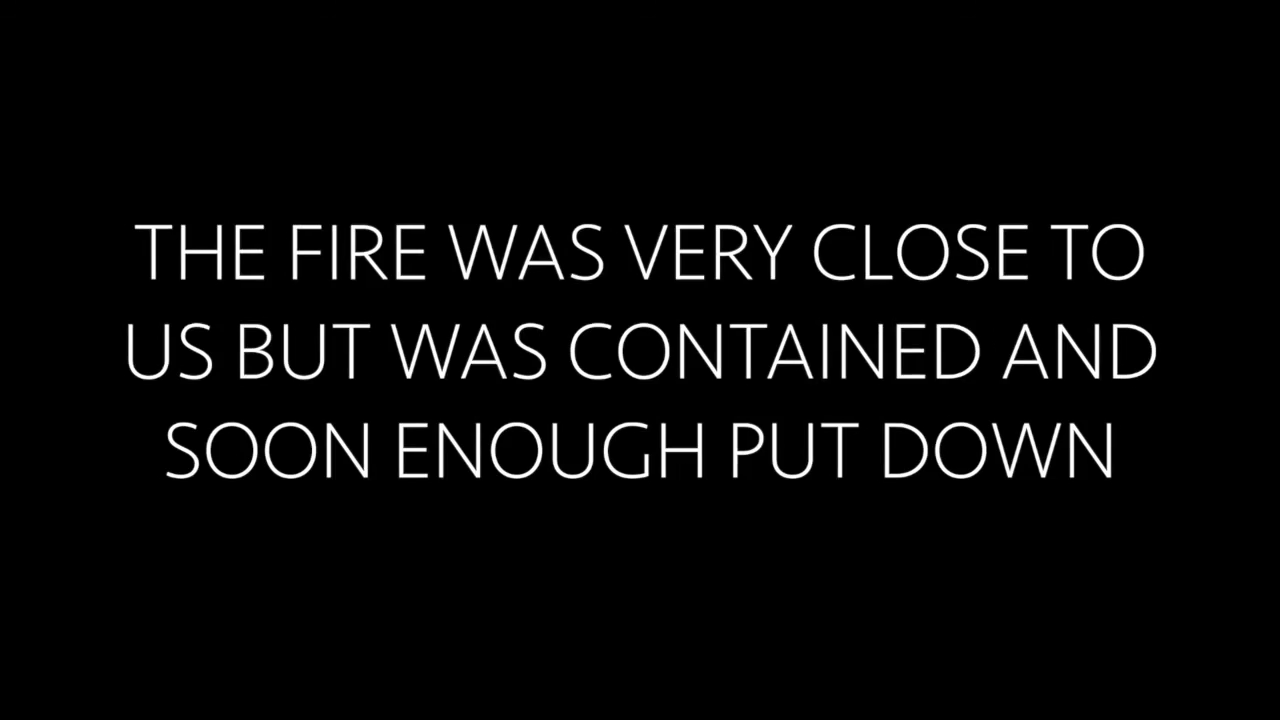 THE FIRE WAS VERY CLOSE TO
US BUT WAS CONTAINED AND
SOON ENOUGH PUT DOWN